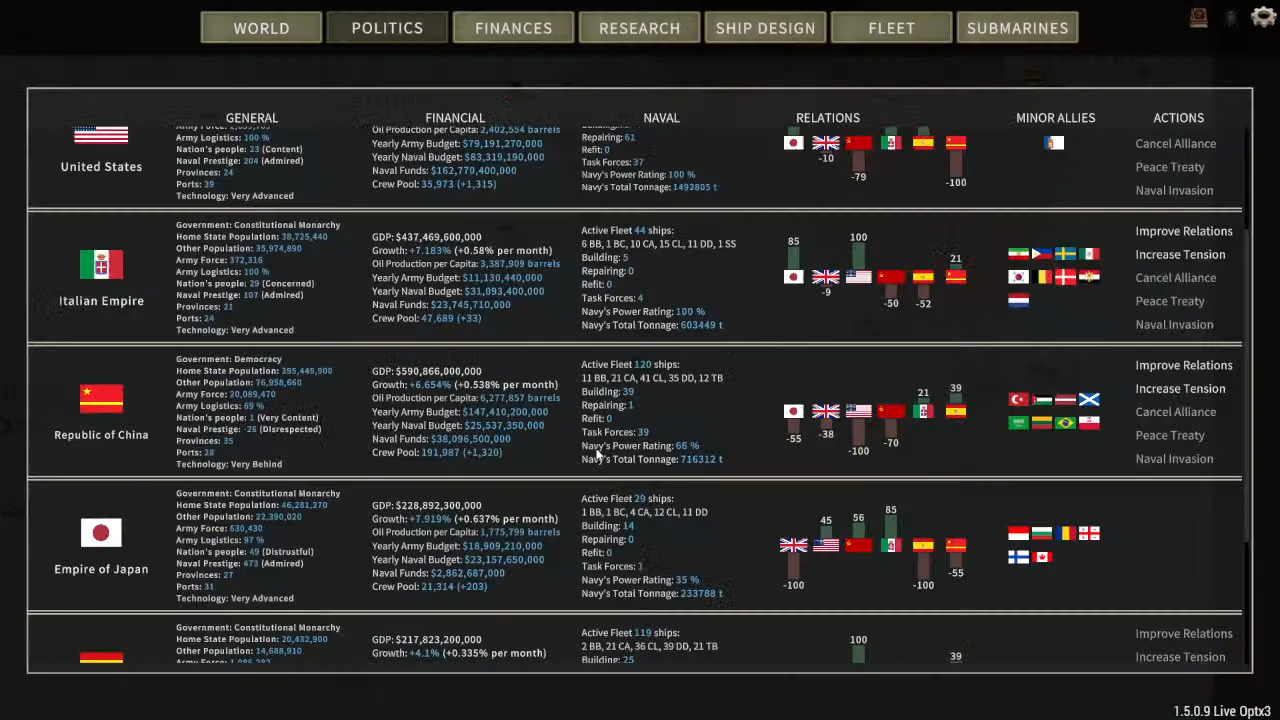 WORLD
POLITICS
FINANCES
RESEARCH
SHIP DESIGN
FLEET
SUBMARINES
GENERAL
FINANCIAL
NAVAL
RELATIONS
MINOR ALLIES
ACTIONS
United States
Army Logistics: 100 %
Nation's people: 23 (Content)
Naval Prestige: 204 (Admired)
Provinces: 24
Ports: 39
Technology: Very Advanced
Oil Production per Capita: 2,402,554 barrels
Yearly Army Budget: $79,191,270,000
Yearly Naval Budget: $83,319,190,000
Naval Funds: $162,770,400,000
Crew Pool: 35,973 (+1,315)
Repairing: 61
Refit: 0
Task Forces: 37
Navy's Power Rating: 100 %
Navy's Total Tonnage: 1492805 t
-10
-79
-100
Cancel Alliance
Peace Treaty
Naval Invasion
Italian Empire
Government: Constitutional Monarchy
Home State Population: 38,725,440
Other Population: 35,974,890
Army Force: 372,316
Army Logistics: 100 %
Nation's people: 29 (Concerned)
Naval Prestige: 107 (Admired)
Provinces: 21
Ports: 24
Technology: Very Advanced
GDP: $437,469,600,000
Growth: +7.183% (+0.58% per month)
Oil Production per Capita: 3,387,909 barrels
Yearly Army Budget: $11,130,440,000
Yearly Naval Budget: $31,093,400,000
Naval Funds: $23,745,710,000
Crew Pool: 47,689 (+33)
Active Fleet 44 ships:
6 BB, 1 BC, 10 CA, 15 CL, 11 DD, 1 SS
Building: 5
Repairing: 0
Refit: 0
Task Forces: 4
Navy's Power Rating: 100 %
Navy's Total Tonnage: 603449 t
85
-9
100
-50
-52
21
Improve Relations
Increase Tension
Cancel Alliance
Peace Treaty
Naval Invasion
Republic of China
Government: Democracy
Home State Population: 395,445,900
Other Population: 76,958,660
Army Force: 20,089,470
Army Logistics: 69 %
Nation's people: 1 (Very Content)
Naval Prestige: -26 (Disrespected)
Provinces: 35
Ports: 28
Technology: Very Behind
GDP: $590,866,000,000
Growth: +6.654% (+0.538% per month)
Oil Production per Capita: 6,277,857 barrels
Yearly Army Budget: $147,410,200,000
Yearly Naval Budget: $25,537,350,000
Naval Funds: $38,096,500,000
Crew Pool: 191,987 (+1,320)
Active Fleet 120 ships:
11 BB, 21 CA, 41 CL, 35 DD, 12 TB
Building: 39
Repairing: 1
Refit: 0
Task Forces: 39
Navy's Power Rating: 66 %
Navy's Total Tonnage: 716312 t
-55
-38
-100
-70
21
39
Improve Relations
Increase Tension
Cancel Alliance
Peace Treaty
Naval Invasion
Empire of Japan
Government: Constitutional Monarchy
Home State Population: 46,281,270
Other Population: 22,390,020
Army Force: 630,430
Army Logistics: 97 %
Nation's people: 49 (Distrustful)
Naval Prestige: 473 (Admired)
Provinces: 27
Ports: 31
Technology: Very Advanced
GDP: $228,892,300,000
Growth: +7.919% (+0.637% per month)
Oil Production per Capita: 1,775,799 barrels
Yearly Army Budget: $18,909,210,000
Yearly Naval Budget: $23,157,650,000
Naval Funds: $2,862,687,000
Crew Pool: 21,314 (+203)
Active Fleet 29 ships:
1 BB, 1 BC, 4 CA, 12 CL, 11 DD
Building: 14
Repairing: 0
Refit: 0
Task Forces: 1
Navy's Power Rating: 35 %
Navy's Total Tonnage: 233788 t
-100
45
56
85
-100
-55
Government: Constitutional Monarchy
Home State Population: 20,432,900
Other Population: 14,688,910
GDP: $217,823,200,000
Growth: +4.1% (+0.335% per month)
Active Fleet 119 ships:
2 BB, 21 CA, 36 CL, 39 DD, 21 TB
Building: 25
100
39
Improve Relations
Increase Tension
1.5.0.9 Live Optx3